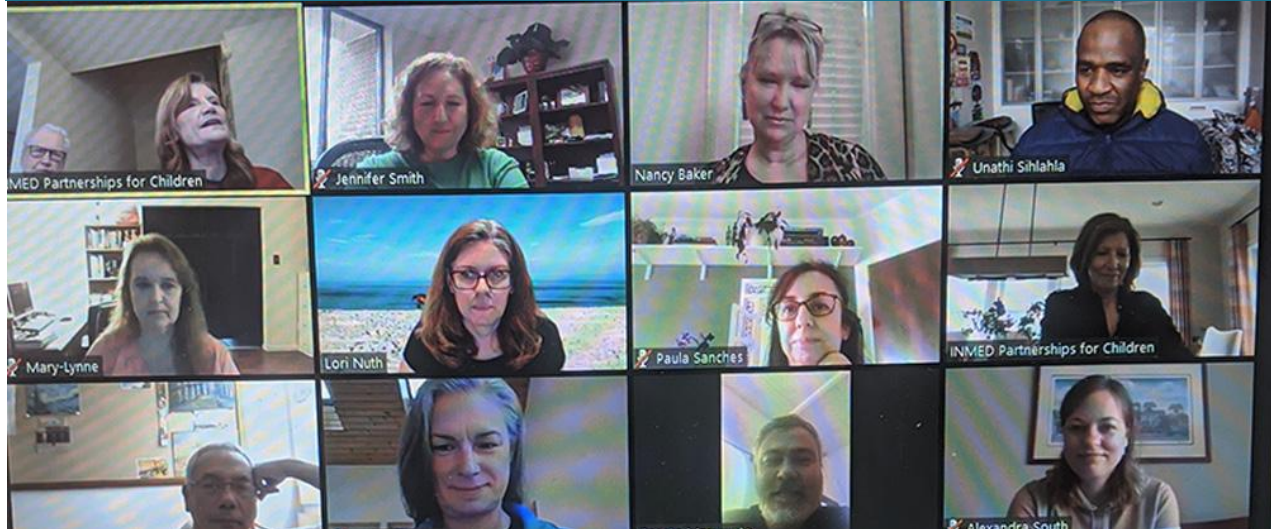 MED Partnerships for Children
Jennifer Smith
Nancy Baker
Unathi Sihlahla
Mary-Lynne
Lori Nuth
Paula Sanches
INMED Partnerships for Children
Alexandra South